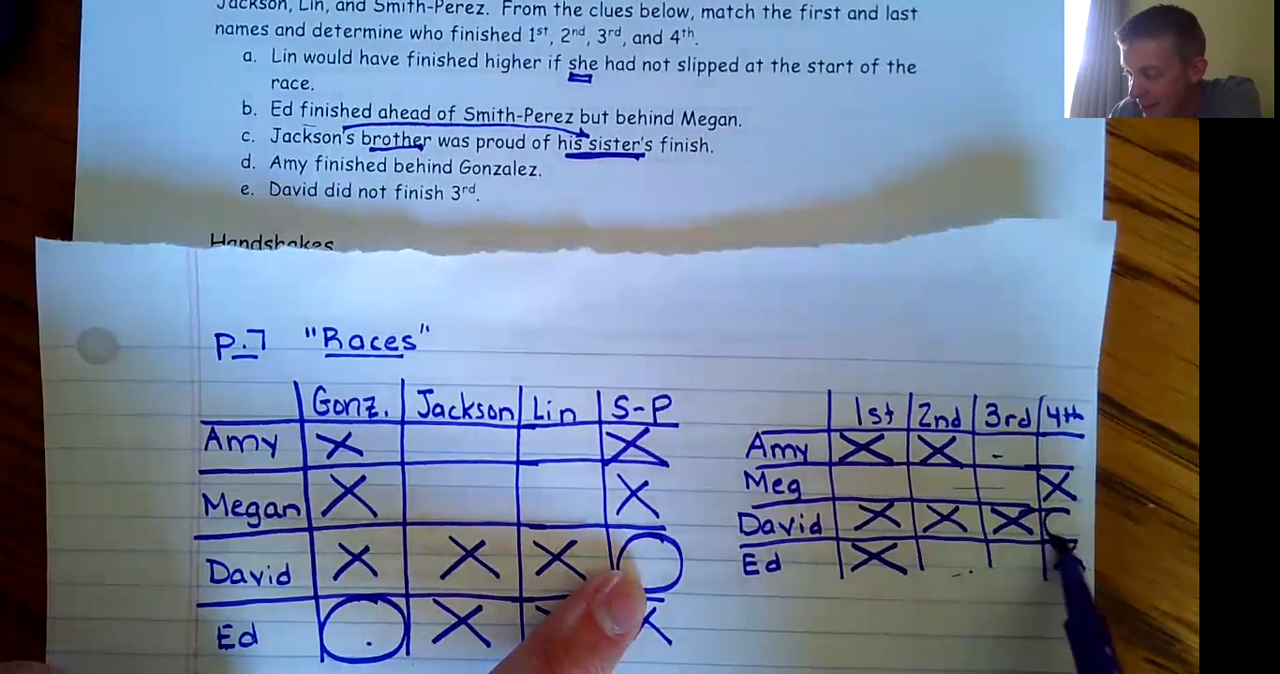 Jackson, Lin, and Smith-Perez. From the clues below, match the first and last
names and determine who finished 1st, 2nd, 3rd, and 4th.
a. Lin would have finished higher if she had not slipped at the start of the
race.
b. Ed finished ahead of Smith-Perez but behind Megan.
c. Jackson's brother was proud of his sister's finish.
d. Amy finished behind Gonzalez.
e. David did not finish 3rd.
Handshakes
P.7 "Races"
Gonz. Jackson Lin S-P
Amy X X
Megan X X
David X X X O
Ed O X X
1st 2nd 3rd 4th
Amy X X -
Meg X
David X X X
Ed X